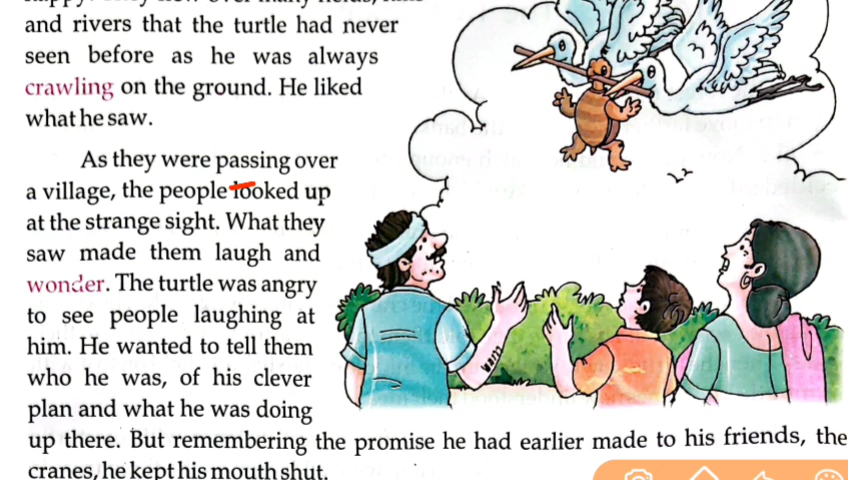 and rivers that the turtle had never
seen before as he was always
crawling on the ground. He liked
what he saw.
As they were passing over
a village, the people looked up
at the strange sight. What they
saw made them laugh and
wonder. The turtle was angry
to see people laughing at
him. He wanted to tell them
who he was, of his clever
plan and what he was doing
up there. But remembering the promise he had earlier made to his friends, the
cranes, he kept his mouth shut.